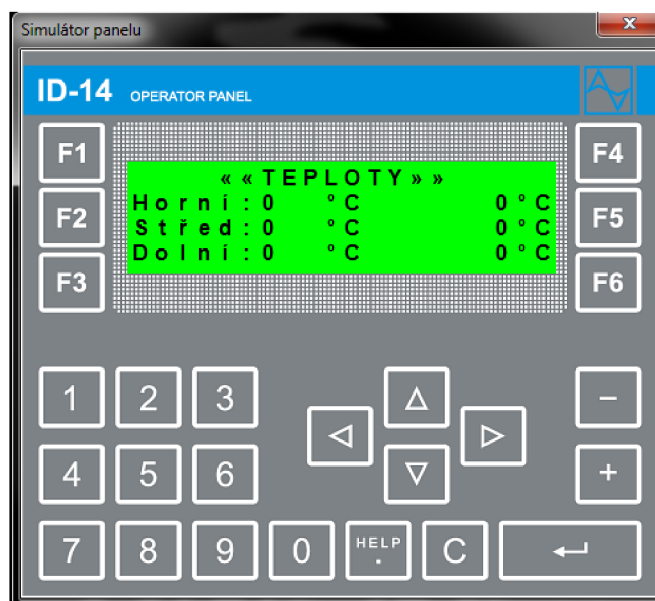 Simulátor panelu
ID-14 OPERATOR PANEL
F1
F4
««TEPLOTY»»
Horní:0 °C 0°C
F2
F5
Střed:0 °C 0°C
Dolní:0 °C 0°C
F3
F6
1 2 3 −
4 5 6 +
7 8 9 0 HELP . C